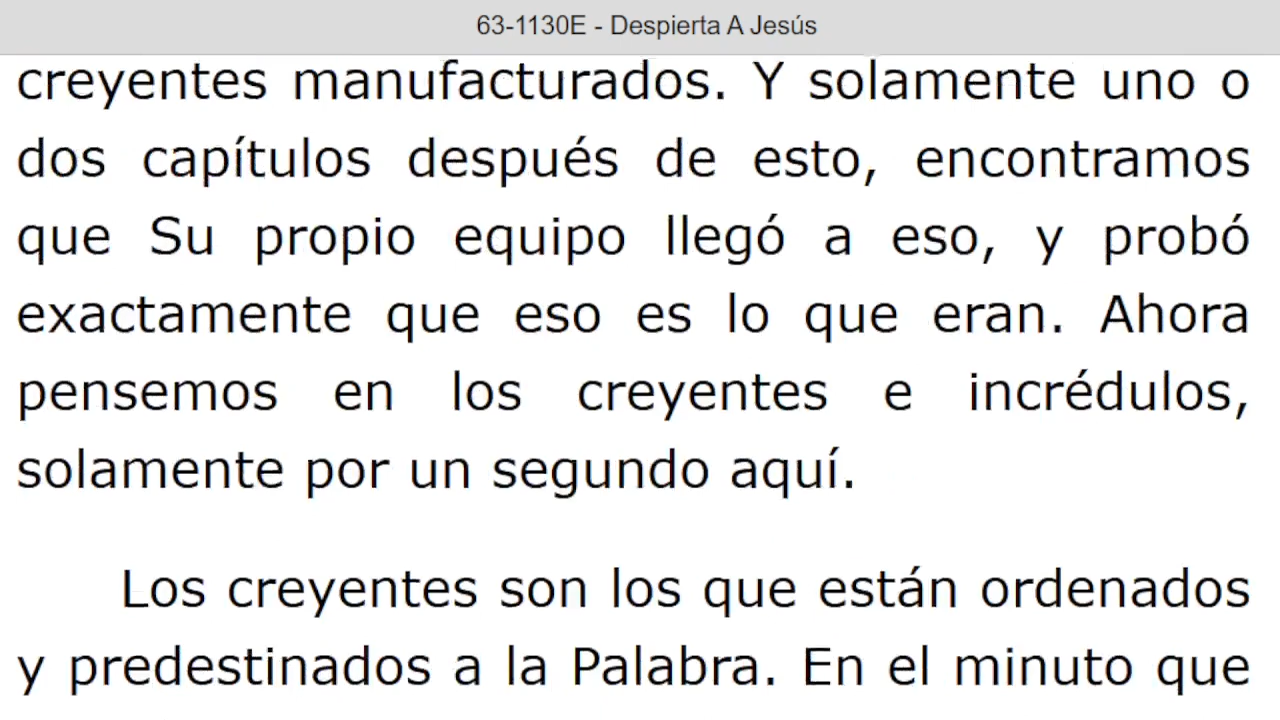 63-1130E - Despierta A Jesús
creyentes manufacturados. Y solamente uno o
dos capítulos después de esto, encontramos
que Su propio equipo llegó a eso, y probó
exactamente que eso es lo que eran. Ahora
pensemos en los creyentes e incrédulos,
solamente por un segundo aquí.
Los creyentes son los que están ordenados
y predestinados a la Palabra. En el minuto que